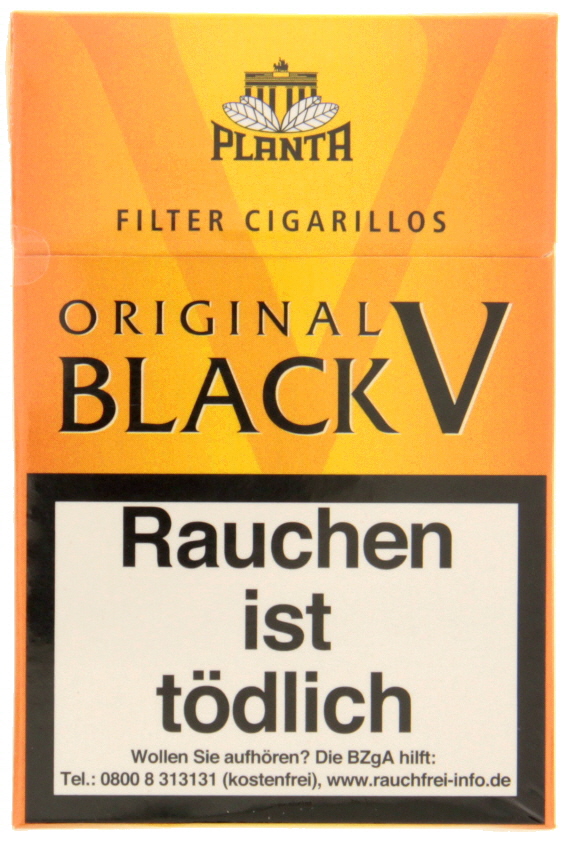 PLANTA
FILTER CIGARILLOS
ORIGINAL
BLACK V
Rauchen
ist
tödlich
Wollen Sie aufhören? Die BZgA hilft:
Tel.: 0800 8 313131 (kostenfrei), www.rauchfrei-info.de